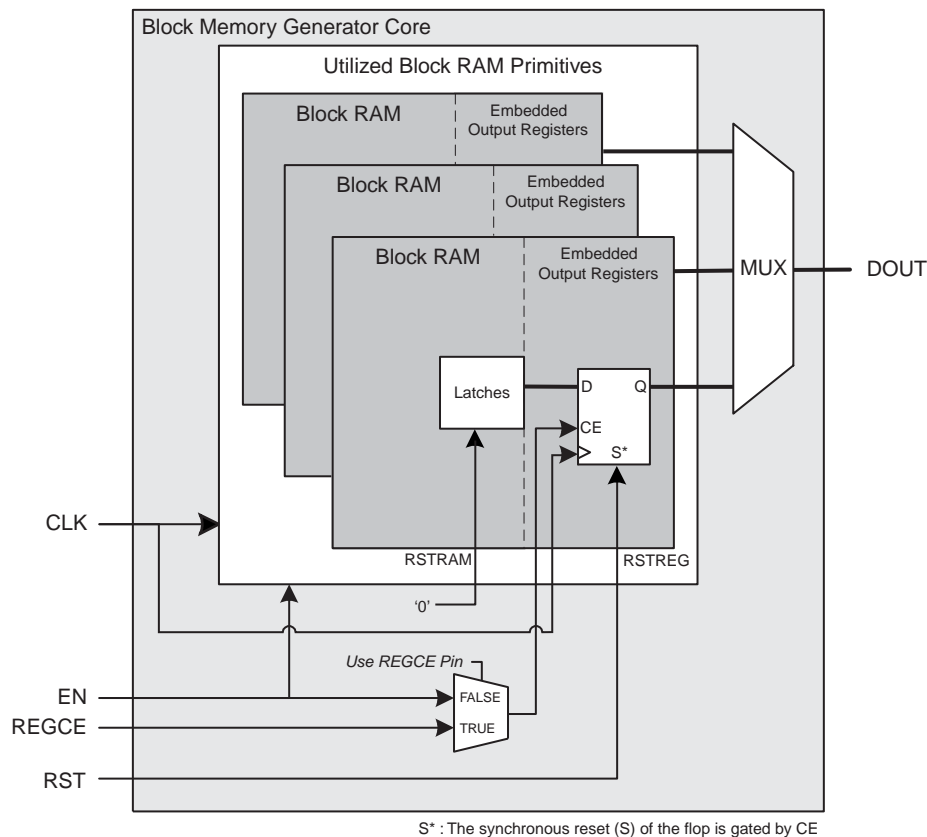 Block Memory Generator Core
Utilized Block RAM Primitives
Block RAM
Embedded
Output Registers
Block RAM
Embedded
Output Registers
Block RAM
Embedded
Output Registers
MUX
DOUT
Latches
D
Q
CE
S*
CLK
RSTRAM
RSTREG
‘0’
Use REGCE Pin
EN
FALSE
REGCE
TRUE
RST
S* : The synchronous reset (S) of the flop is gated by CE